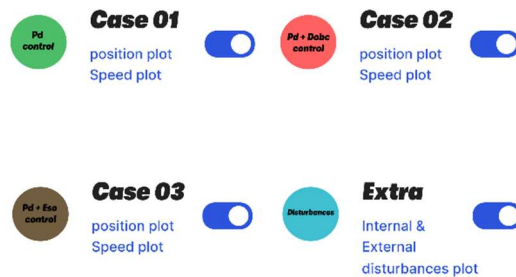 Pd
control
Case 01
position plot
Speed plot
Pd + Dobc
control
Case 02
position plot
Speed plot
Pd + Eso
control
Case 03
position plot
Speed plot
Disturbances
Extra
Internal &
External
disturbances plot